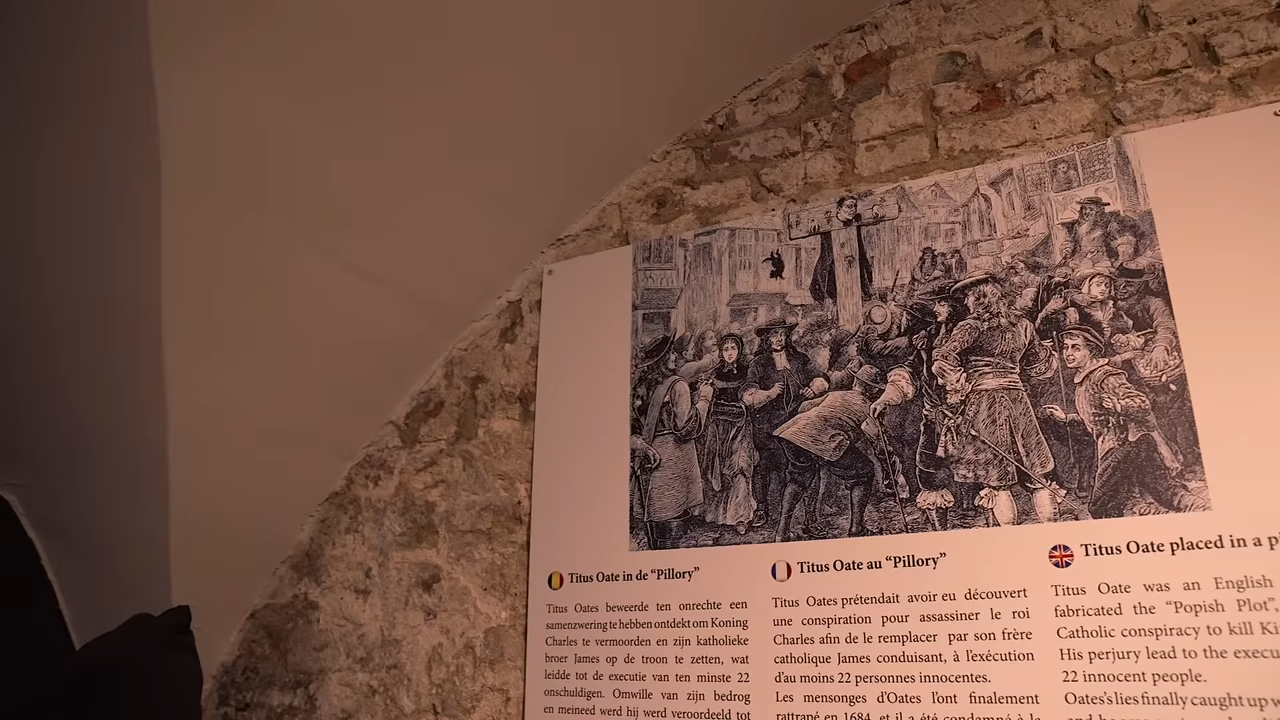 Titus Oate in de “Pillory”
Titus Oates beweerde ten onrechte een
samenzwering te hebben ontdekt om Koning
Charles te vermoorden en zijn katholieke
broer James op de troon te zetten, wat
leidde tot de executie van ten minste 22
onschuldigen. Omwille van zijn bedrog
en meineed werd hij werd veroordeeld tot
Titus Oate au “Pillory”
Titus Oates prétendait avoir eu découvert
une conspiration pour assassiner le roi
Charles afin de le remplacer par son frère
catholique James conduisant, à l'exécution
d'au moins 22 personnes innocentes.
Les mensonges d'Oates l'ont finalement
rattrapé en 1684, et il a été condamné à la
Titus Oate placed in a
Titus Oate was an English
fabricated the “Popish Plot”,
Catholic conspiracy to kill
His perjury lead to the
22 innocent people.
Oates's lies finally caught up